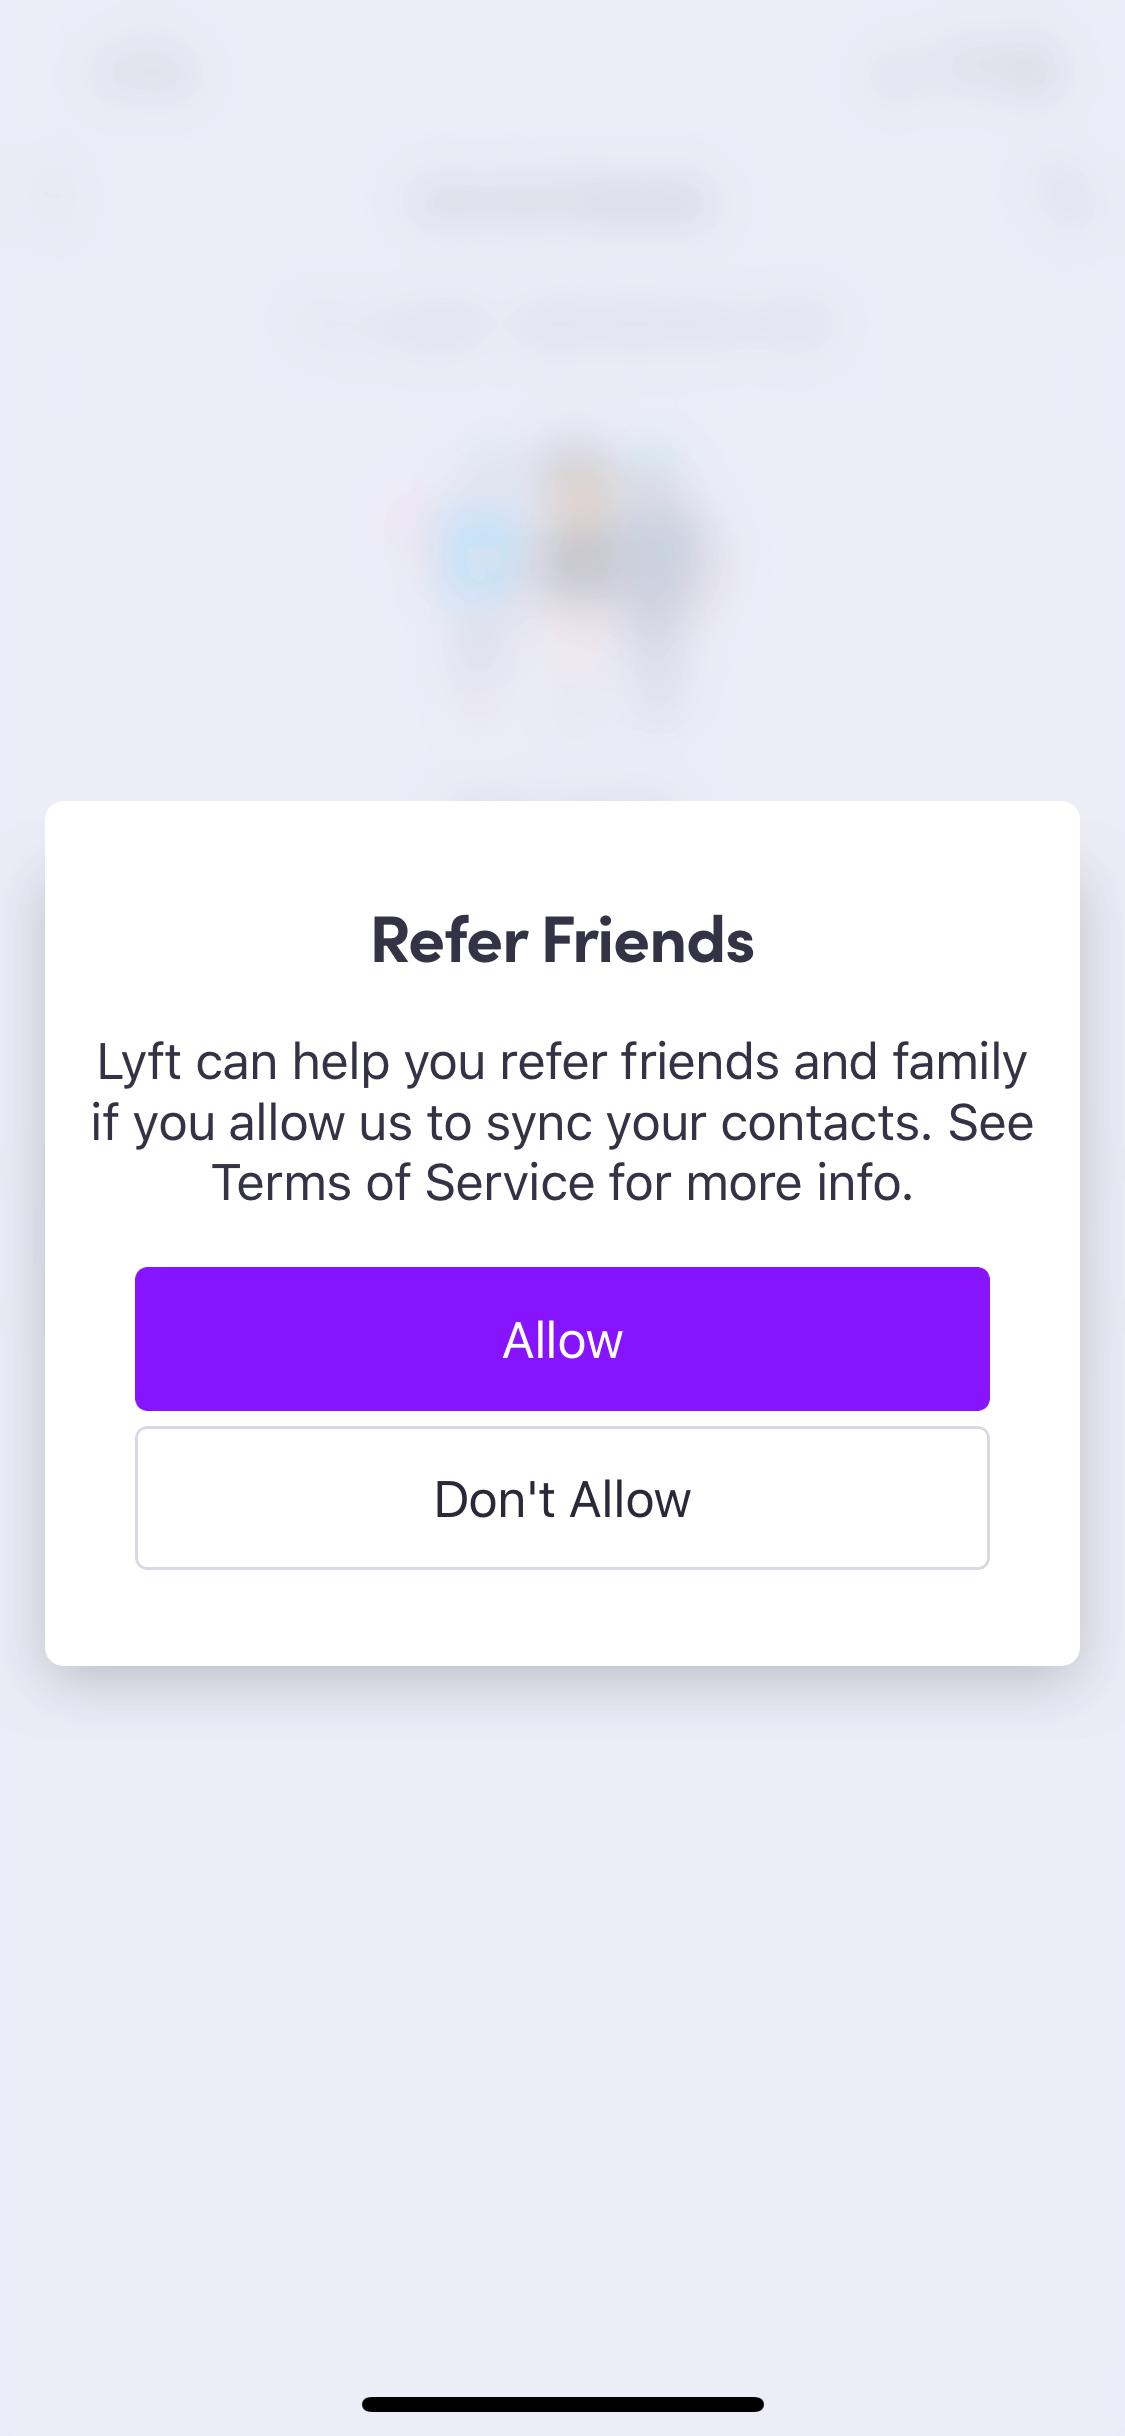 Refer Friends
Lyft can help you refer friends and family
if you allow us to sync your contacts. See
Terms of Service for more info.
Allow
Don't Allow